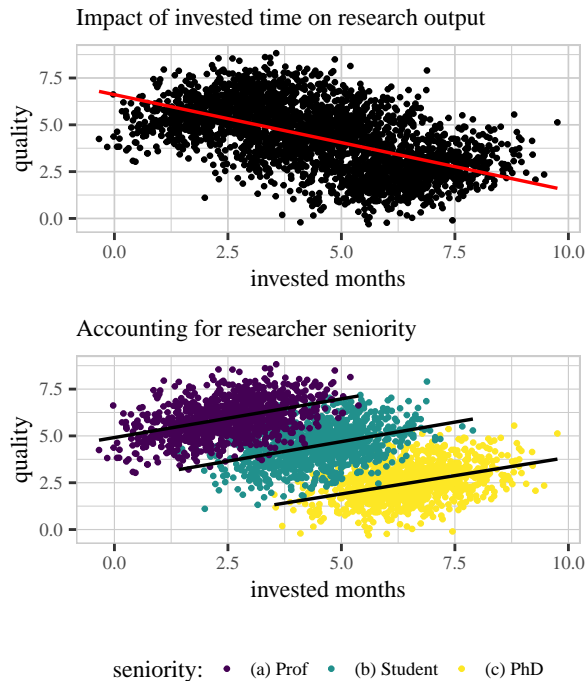 Impact of invested time on research output
quality
7.5
5.0
2.5
0.0
0.0 2.5 5.0 7.5 10.0
invested months
Accounting for researcher seniority
quality
7.5
5.0
2.5
0.0
0.0 2.5 5.0 7.5 10.0
invested months
seniority: (a) Prof (b) Student (c) PhD